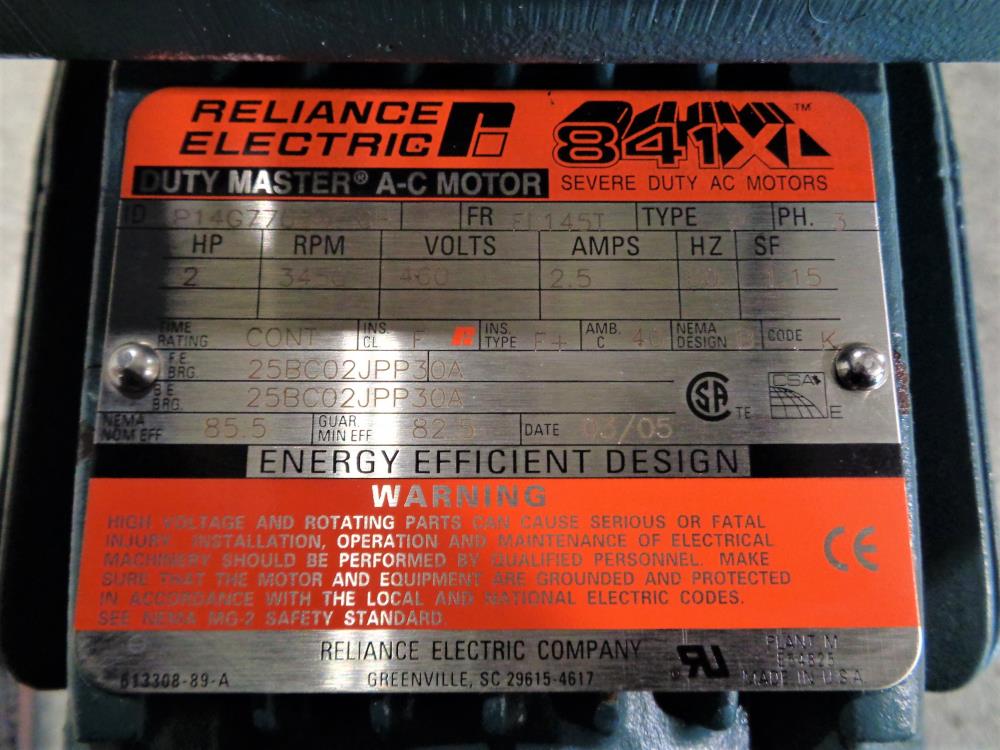 RELIANCE
ELECTRIC
841XL™
DUTY MASTER® A-C MOTOR
SEVERE DUTY AC MOTORS
ID FR 145T TYPE PH. 3
HP RPM VOLTS AMPS HZ SF
2 460 2.5 1.15
TIME RATING CONT INS. CL F INS. TYPE F+ AMB. C 40 NEMA DESIGN B CODE K
BRG. 25BC02JPP30A
BRG. 25BC02JPP30A
CSA TE
CSA E
NEMA NOM EFF 85.5 GUAR. MIN EFF 82.5 DATE 03/05
ENERGY EFFICIENT DESIGN
WARNING
HIGH VOLTAGE AND ROTATING PARTS CAN CAUSE SERIOUS OR FATAL
INJURY. INSTALLATION, OPERATION AND MAINTENANCE OF ELECTRICAL
MACHINERY SHOULD BE PERFORMED BY QUALIFIED PERSONNEL. MAKE
SURE THAT THE MOTOR AND EQUIPMENT ARE GROUNDED AND PROTECTED
IN ACCORDANCE WITH THE LOCAL AND NATIONAL ELECTRIC CODES.
SEE NEMA MG-2 SAFETY STANDARD.
CE
RELIANCE ELECTRIC COMPANY
GREENVILLE, SC 29615-4617
613308-89-A
PLANT M
MADE IN U.S.A